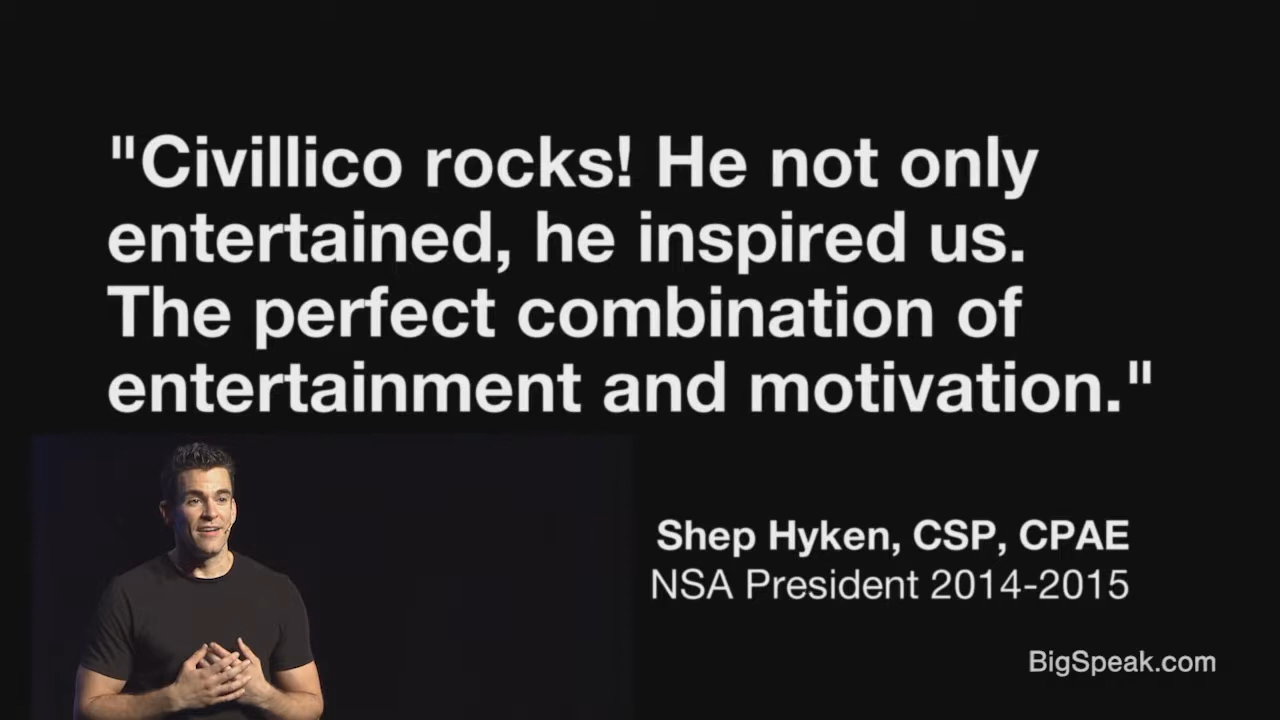 "Civillico rocks! He not only
entertained, he inspired us.
The perfect combination of
entertainment and motivation."
Shep Hyken, CSP, CPAE
NSA President 2014-2015
BigSpeak.com